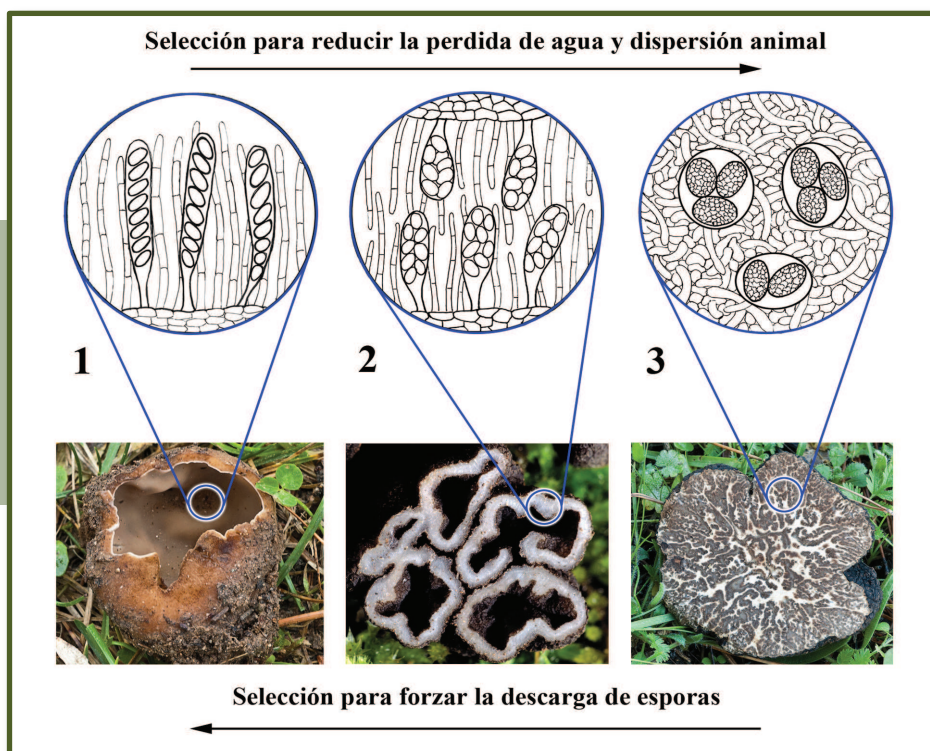 Selección para reducir la perdida de agua y dispersión animal
1
2
3
Selección para forzar la descarga de esporas